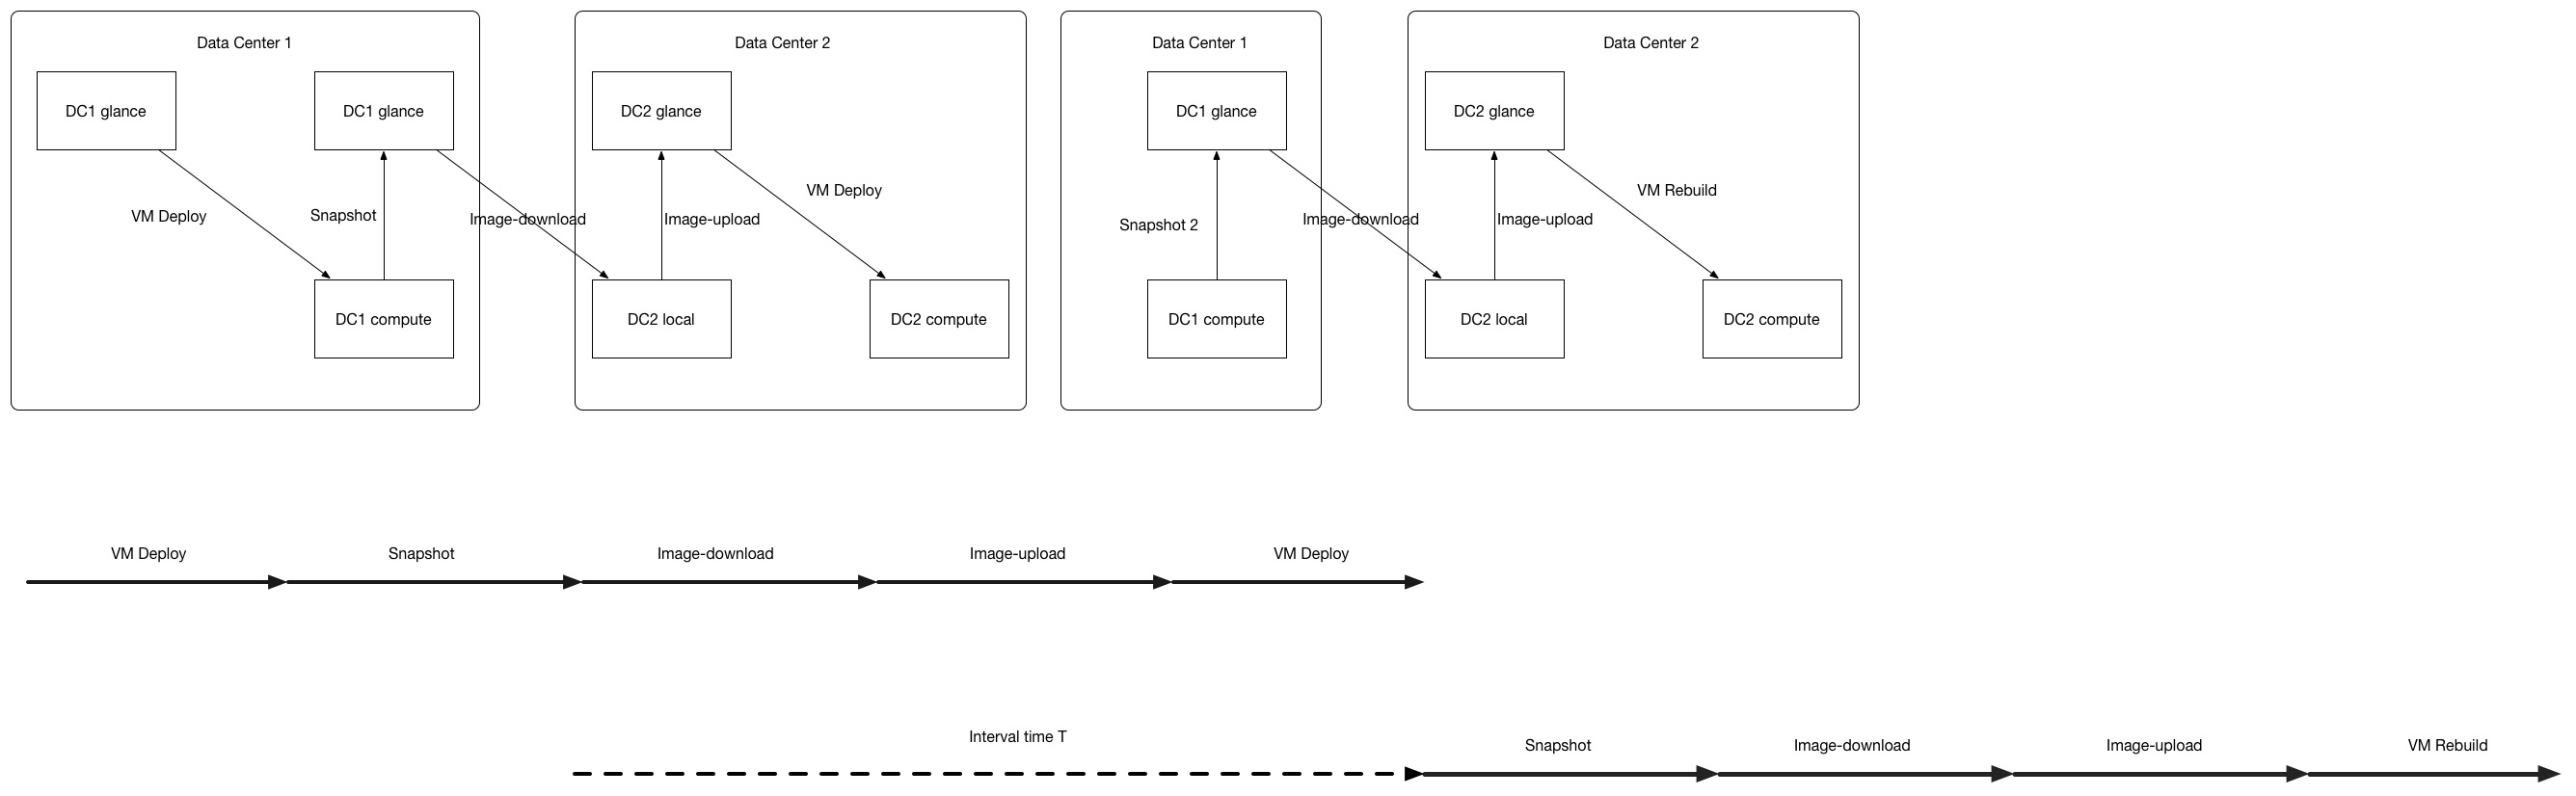 Data Center 1
Data Center 2
Data Center 1
Data Center 2
DC1 glance
DC1 glance
DC2 glance
DC1 glance
DC2 glance
VM Deploy
Snapshot
Image-download
Image-upload
VM Deploy
Snapshot 2
Image-download
Image-upload
VM Rebuild
DC1 compute
DC2 local
DC2 compute
DC1 compute
DC2 local
DC2 compute
VM Deploy
Snapshot
Image-download
Image-upload
VM Deploy
Interval time T
Snapshot
Image-download
Image-upload
VM Rebuild